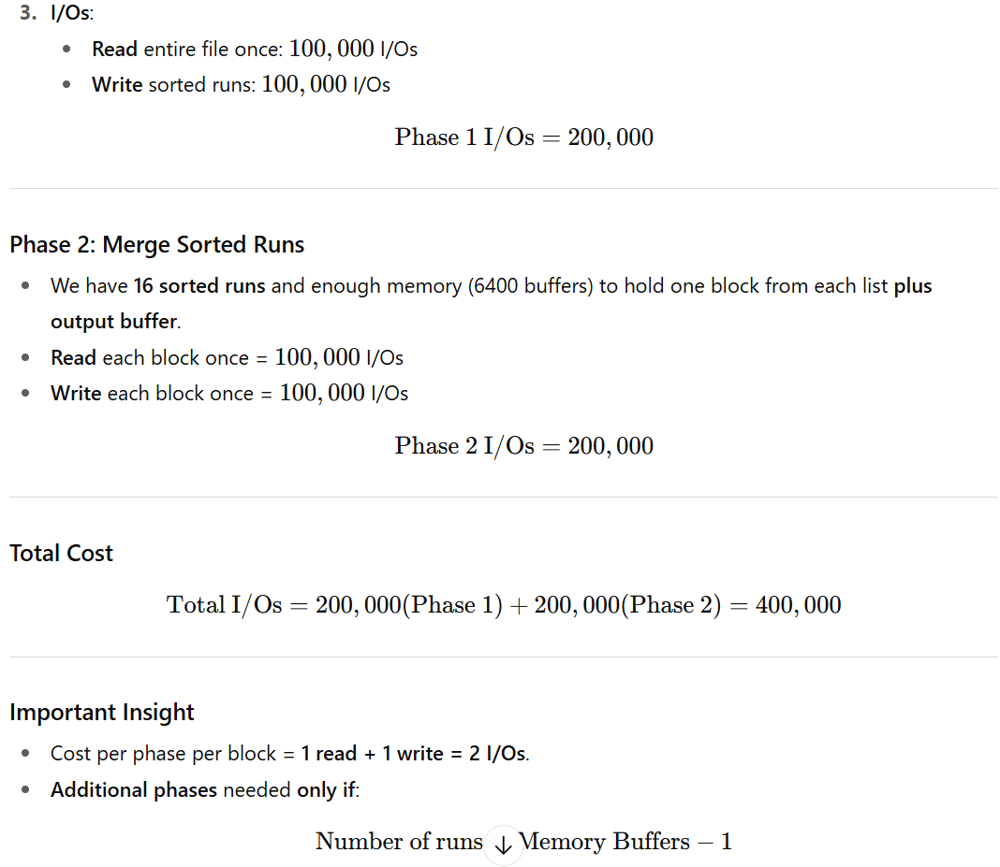 3. I/Os:
• Read entire file once: 100,000 I/Os
• Write sorted runs: 100,000 I/Os
Phase 1 I/Os = 200,000
Phase 2: Merge Sorted Runs
• We have 16 sorted runs and enough memory (6400 buffers) to hold one block from each list plus
output buffer.
• Read each block once = 100,000 I/Os
• Write each block once = 100,000 I/Os
Phase 2 I/Os = 200,000
Total Cost
Total I/Os = 200,000(Phase 1) + 200,000(Phase 2) = 400,000
Important Insight
• Cost per phase per block = 1 read + 1 write = 2 I/Os.
• Additional phases needed only if:
Number of runs Memory Buffers − 1